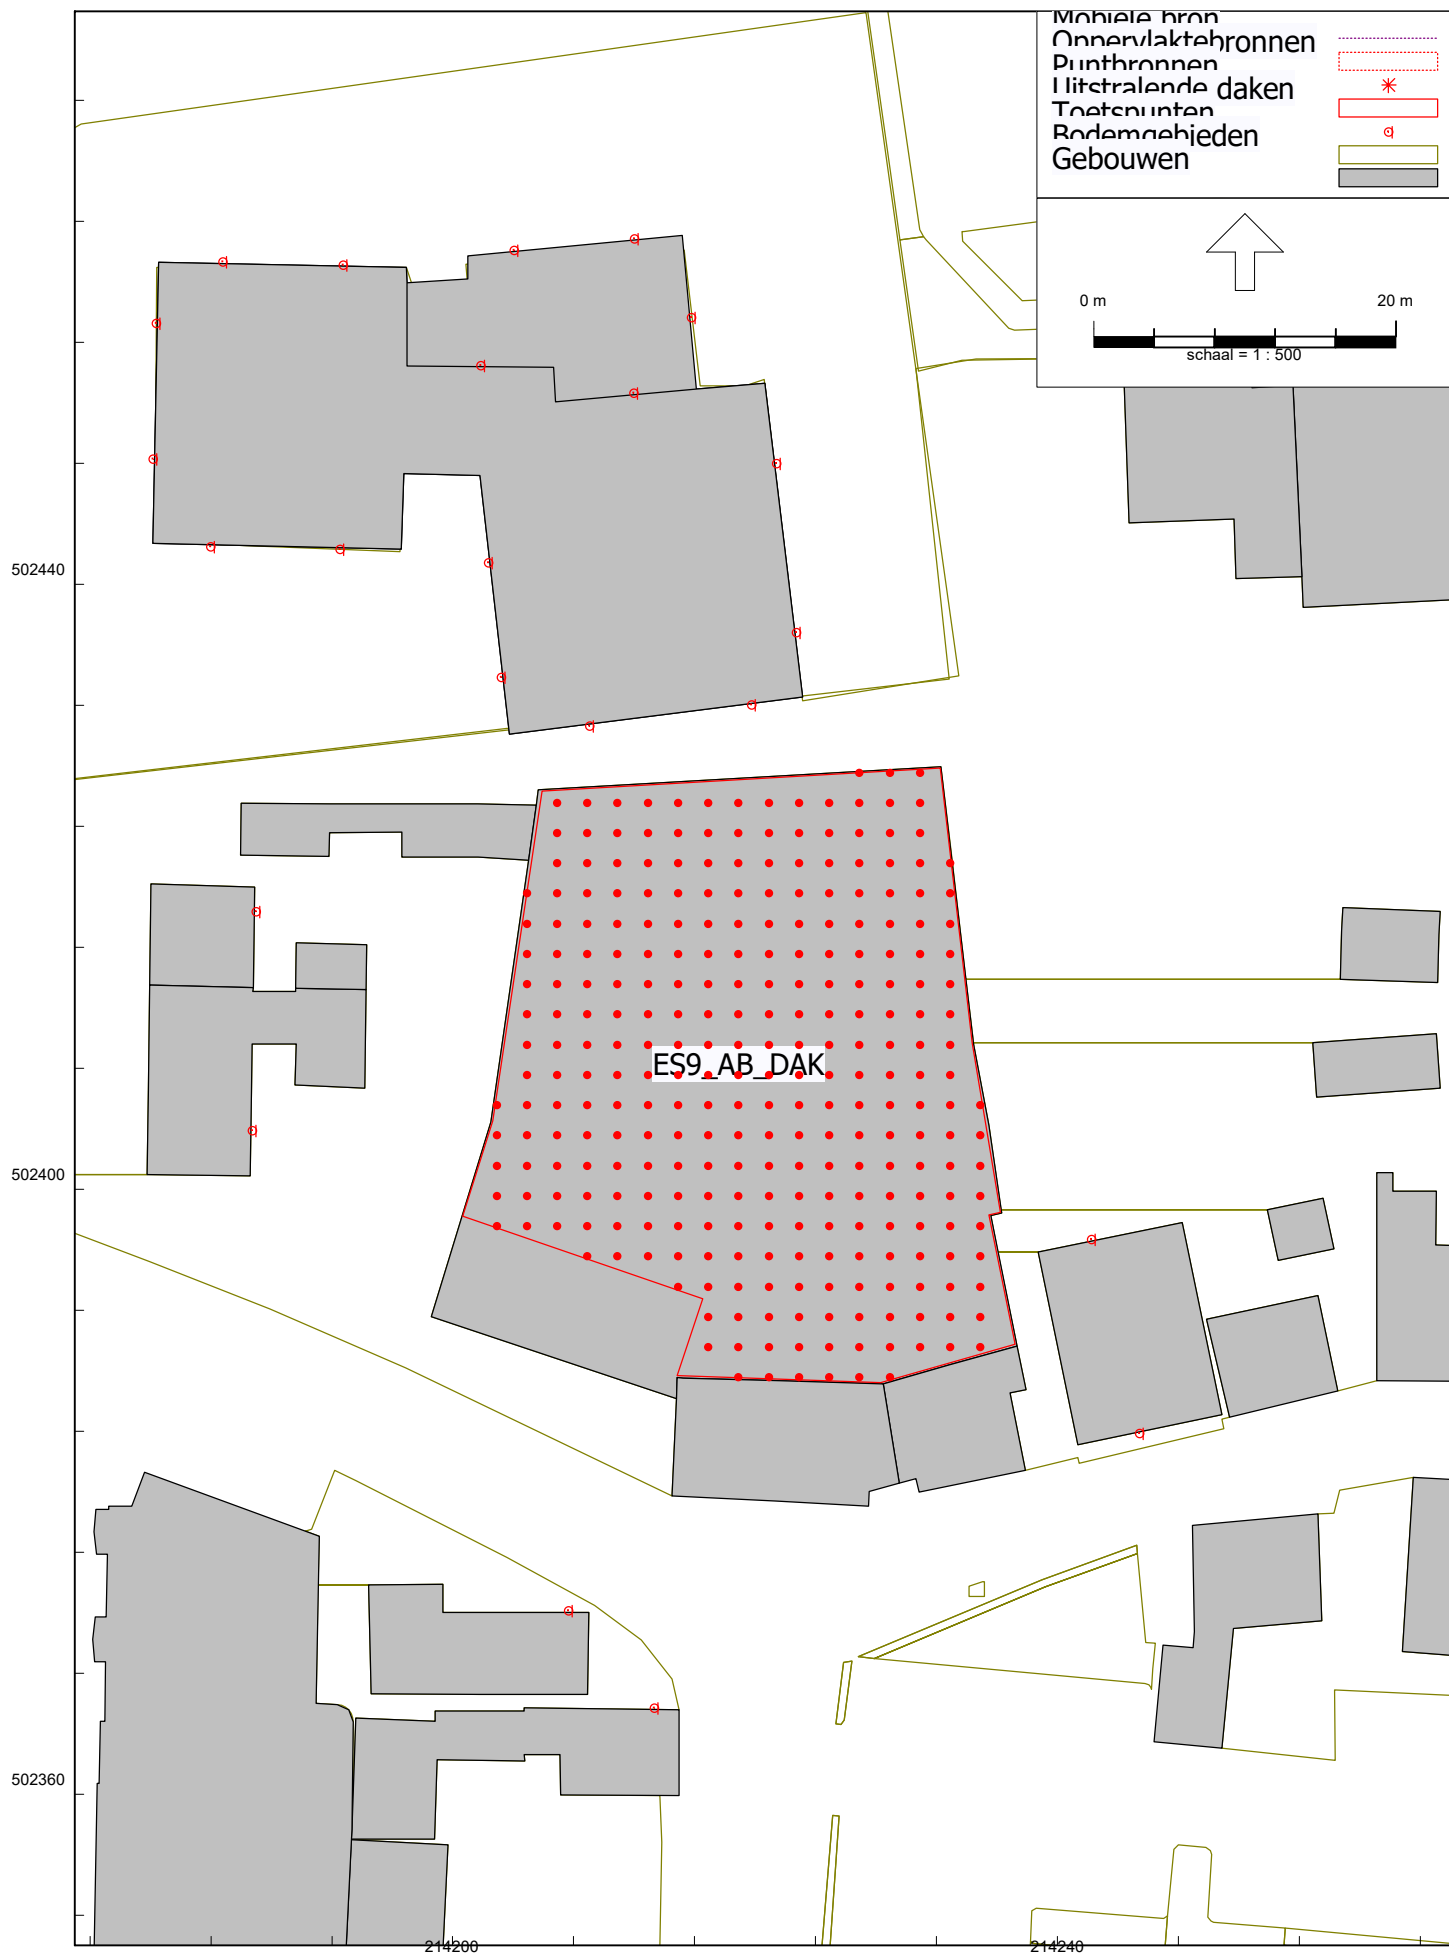 Mobiele bron
Oppervlaktebronnen
Puntbronnen
Uitstralende daken
Toetspunten
Bodemgebieden
Gebouwen
0 m
20 m
schaal = 1 : 500
502440
ES9_AB_DAK
502400
502360
214200
214240